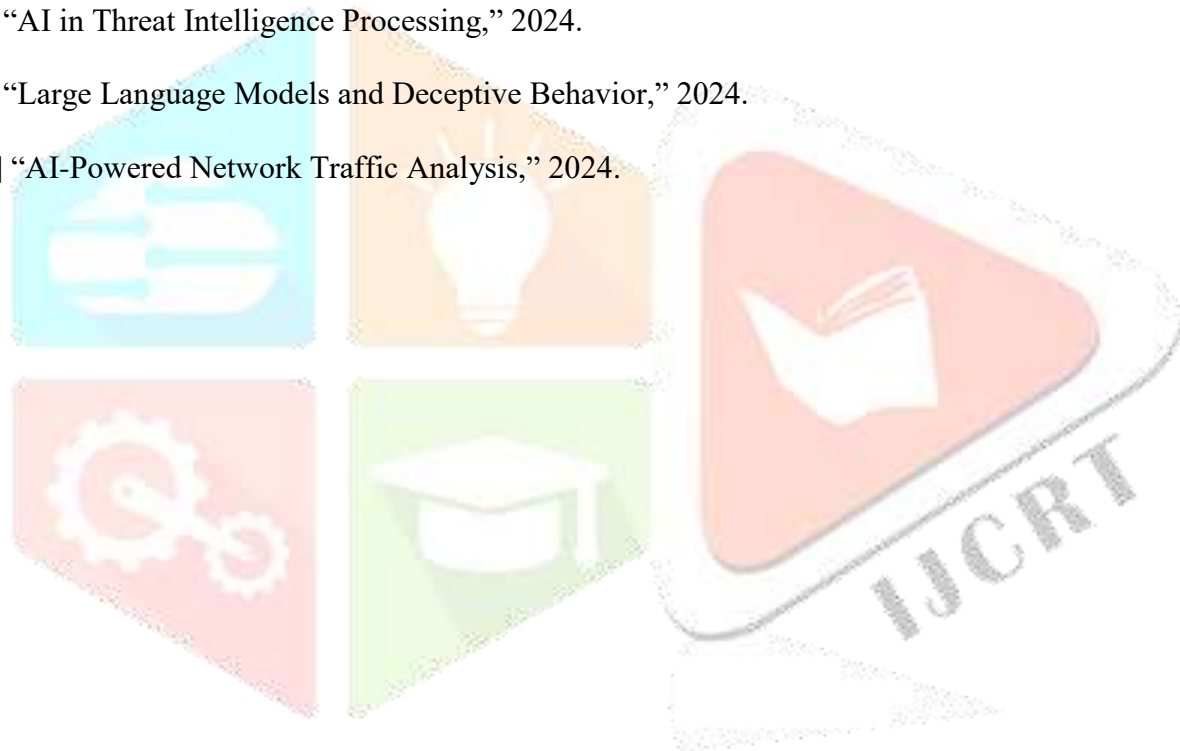 “AI in Threat Intelligence Processing,” 2024.
“Large Language Models and Deceptive Behavior,” 2024.
] “AI-Powered Network Traffic Analysis,” 2024.
IJCRT